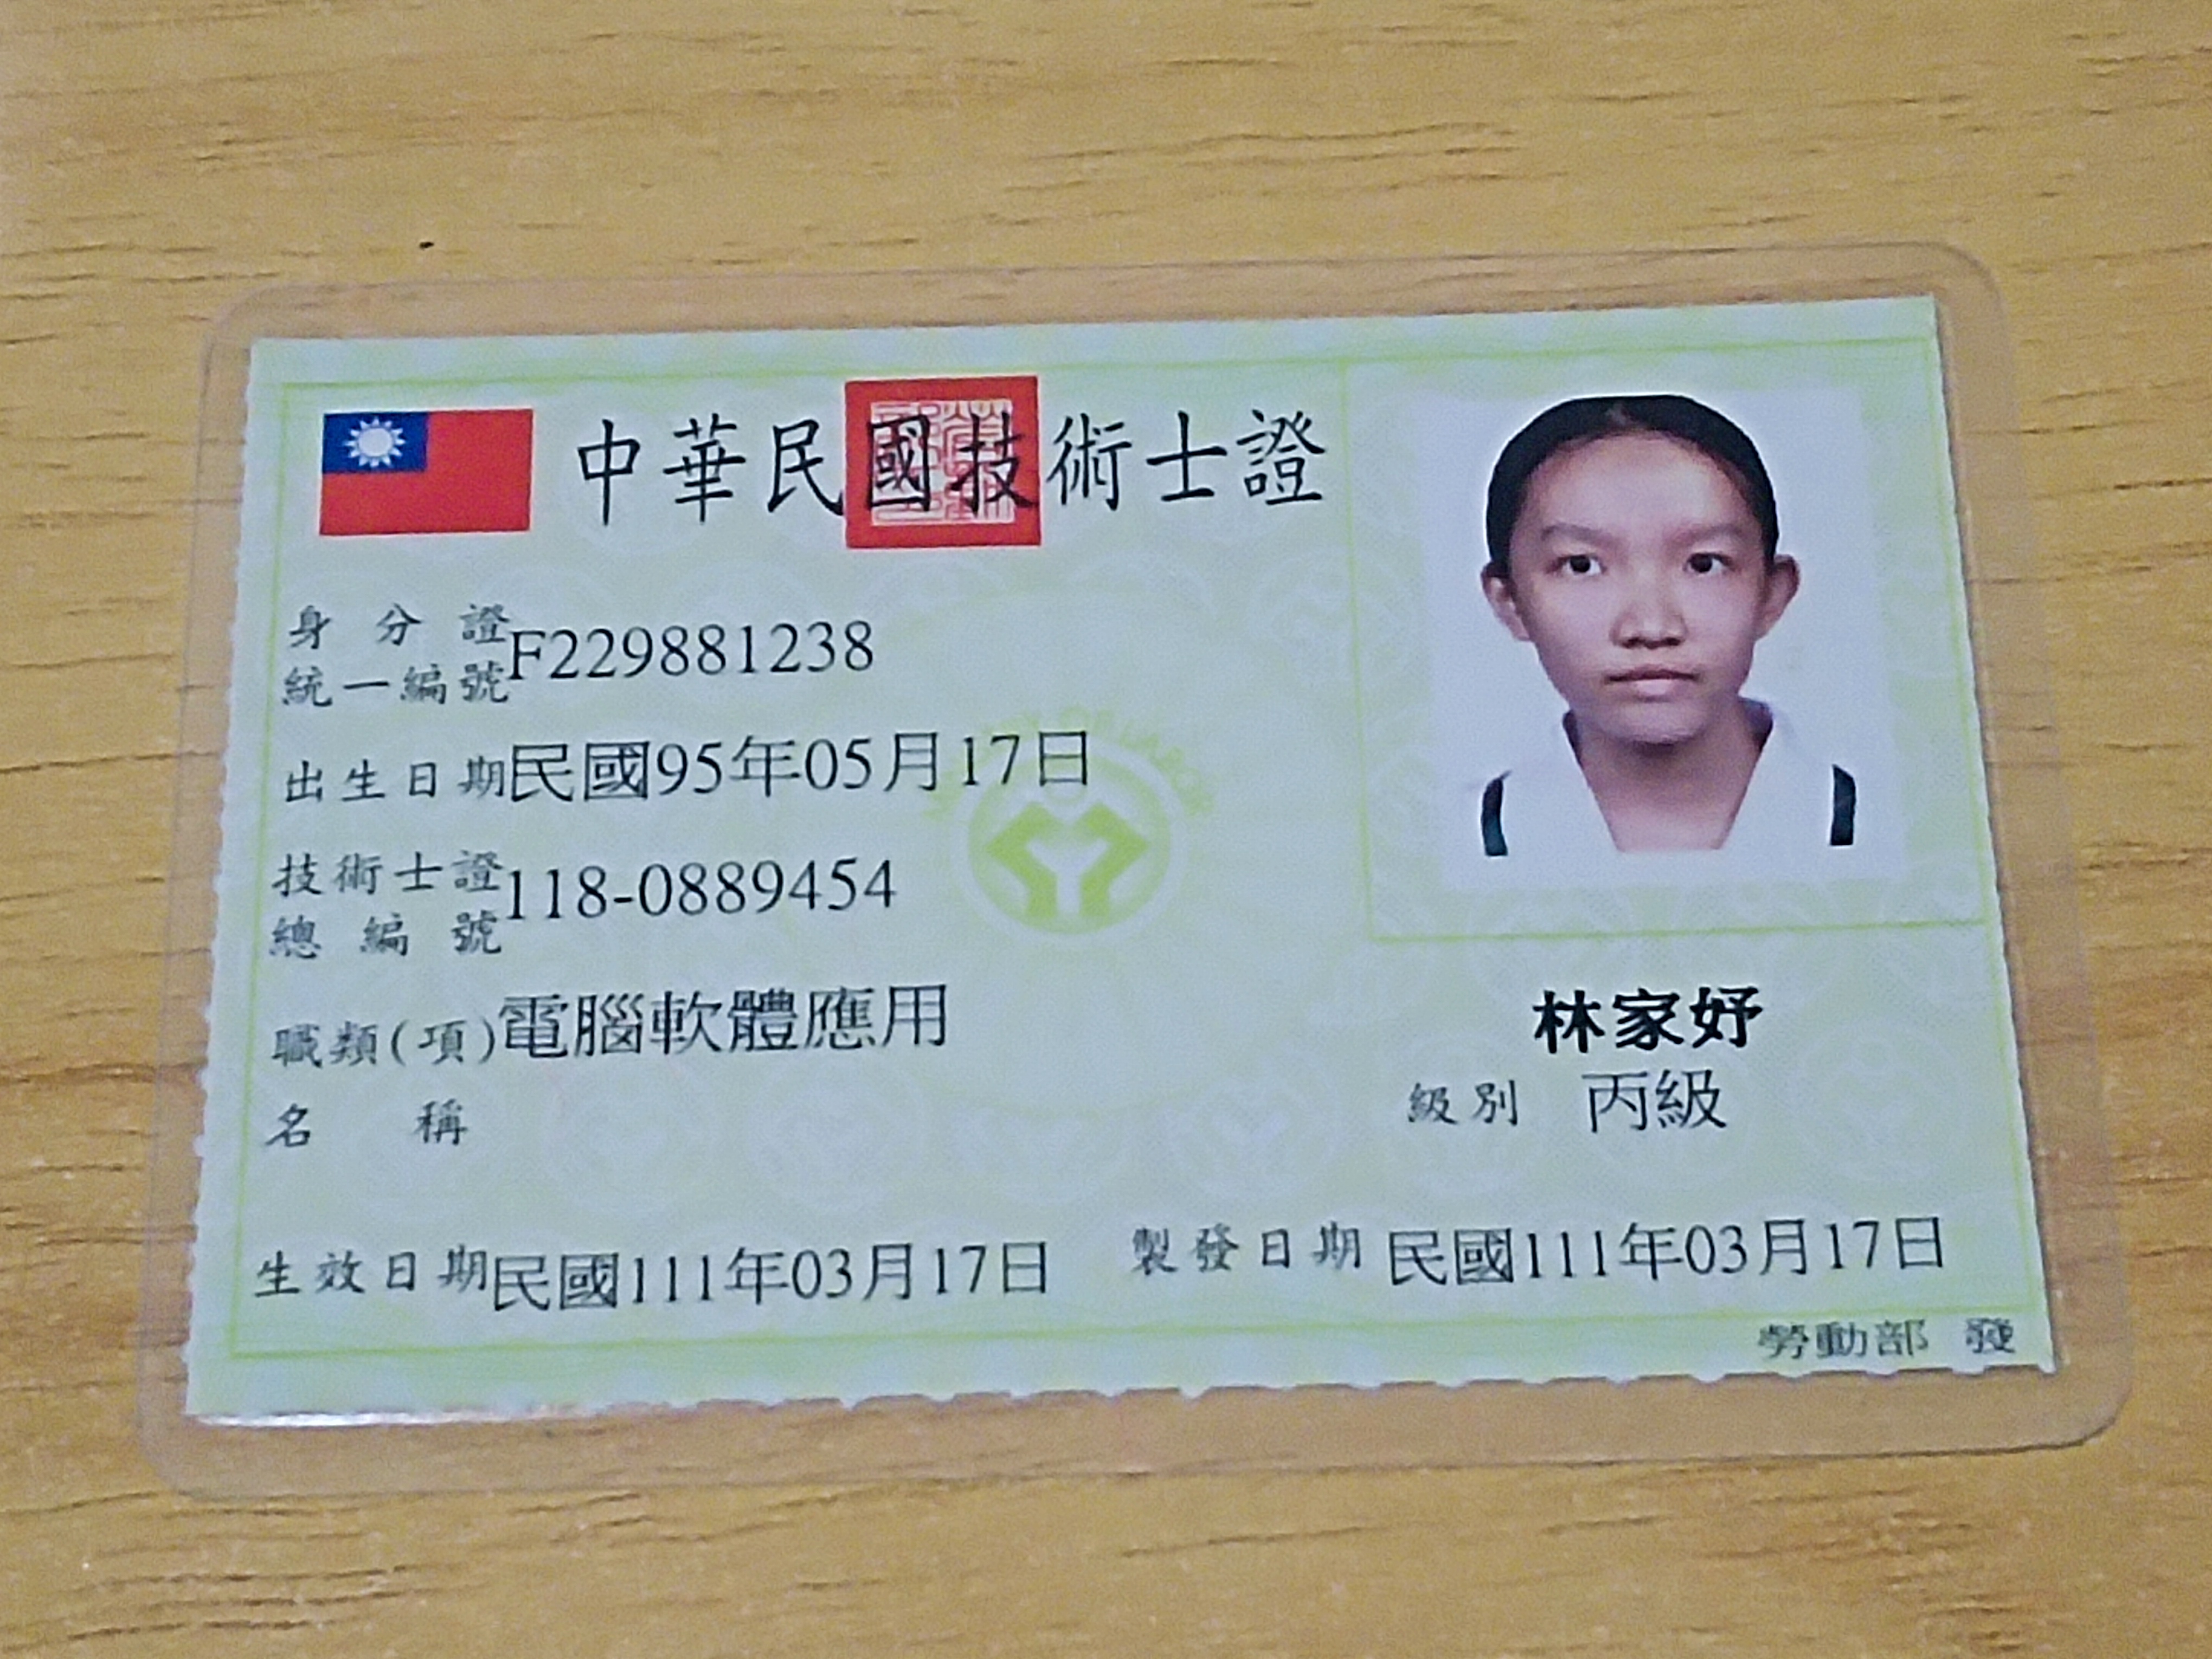 中華民國技術士證
身分證統一編號 F229881238
出生日期 民國95年05月17日
技術士證總編號 118-0889454
職類(項)名稱 電腦軟體應用
林家妤
級別 丙級
生效日期 民國111年03月17日
製發日期 民國111年03月17日
勞動部 發